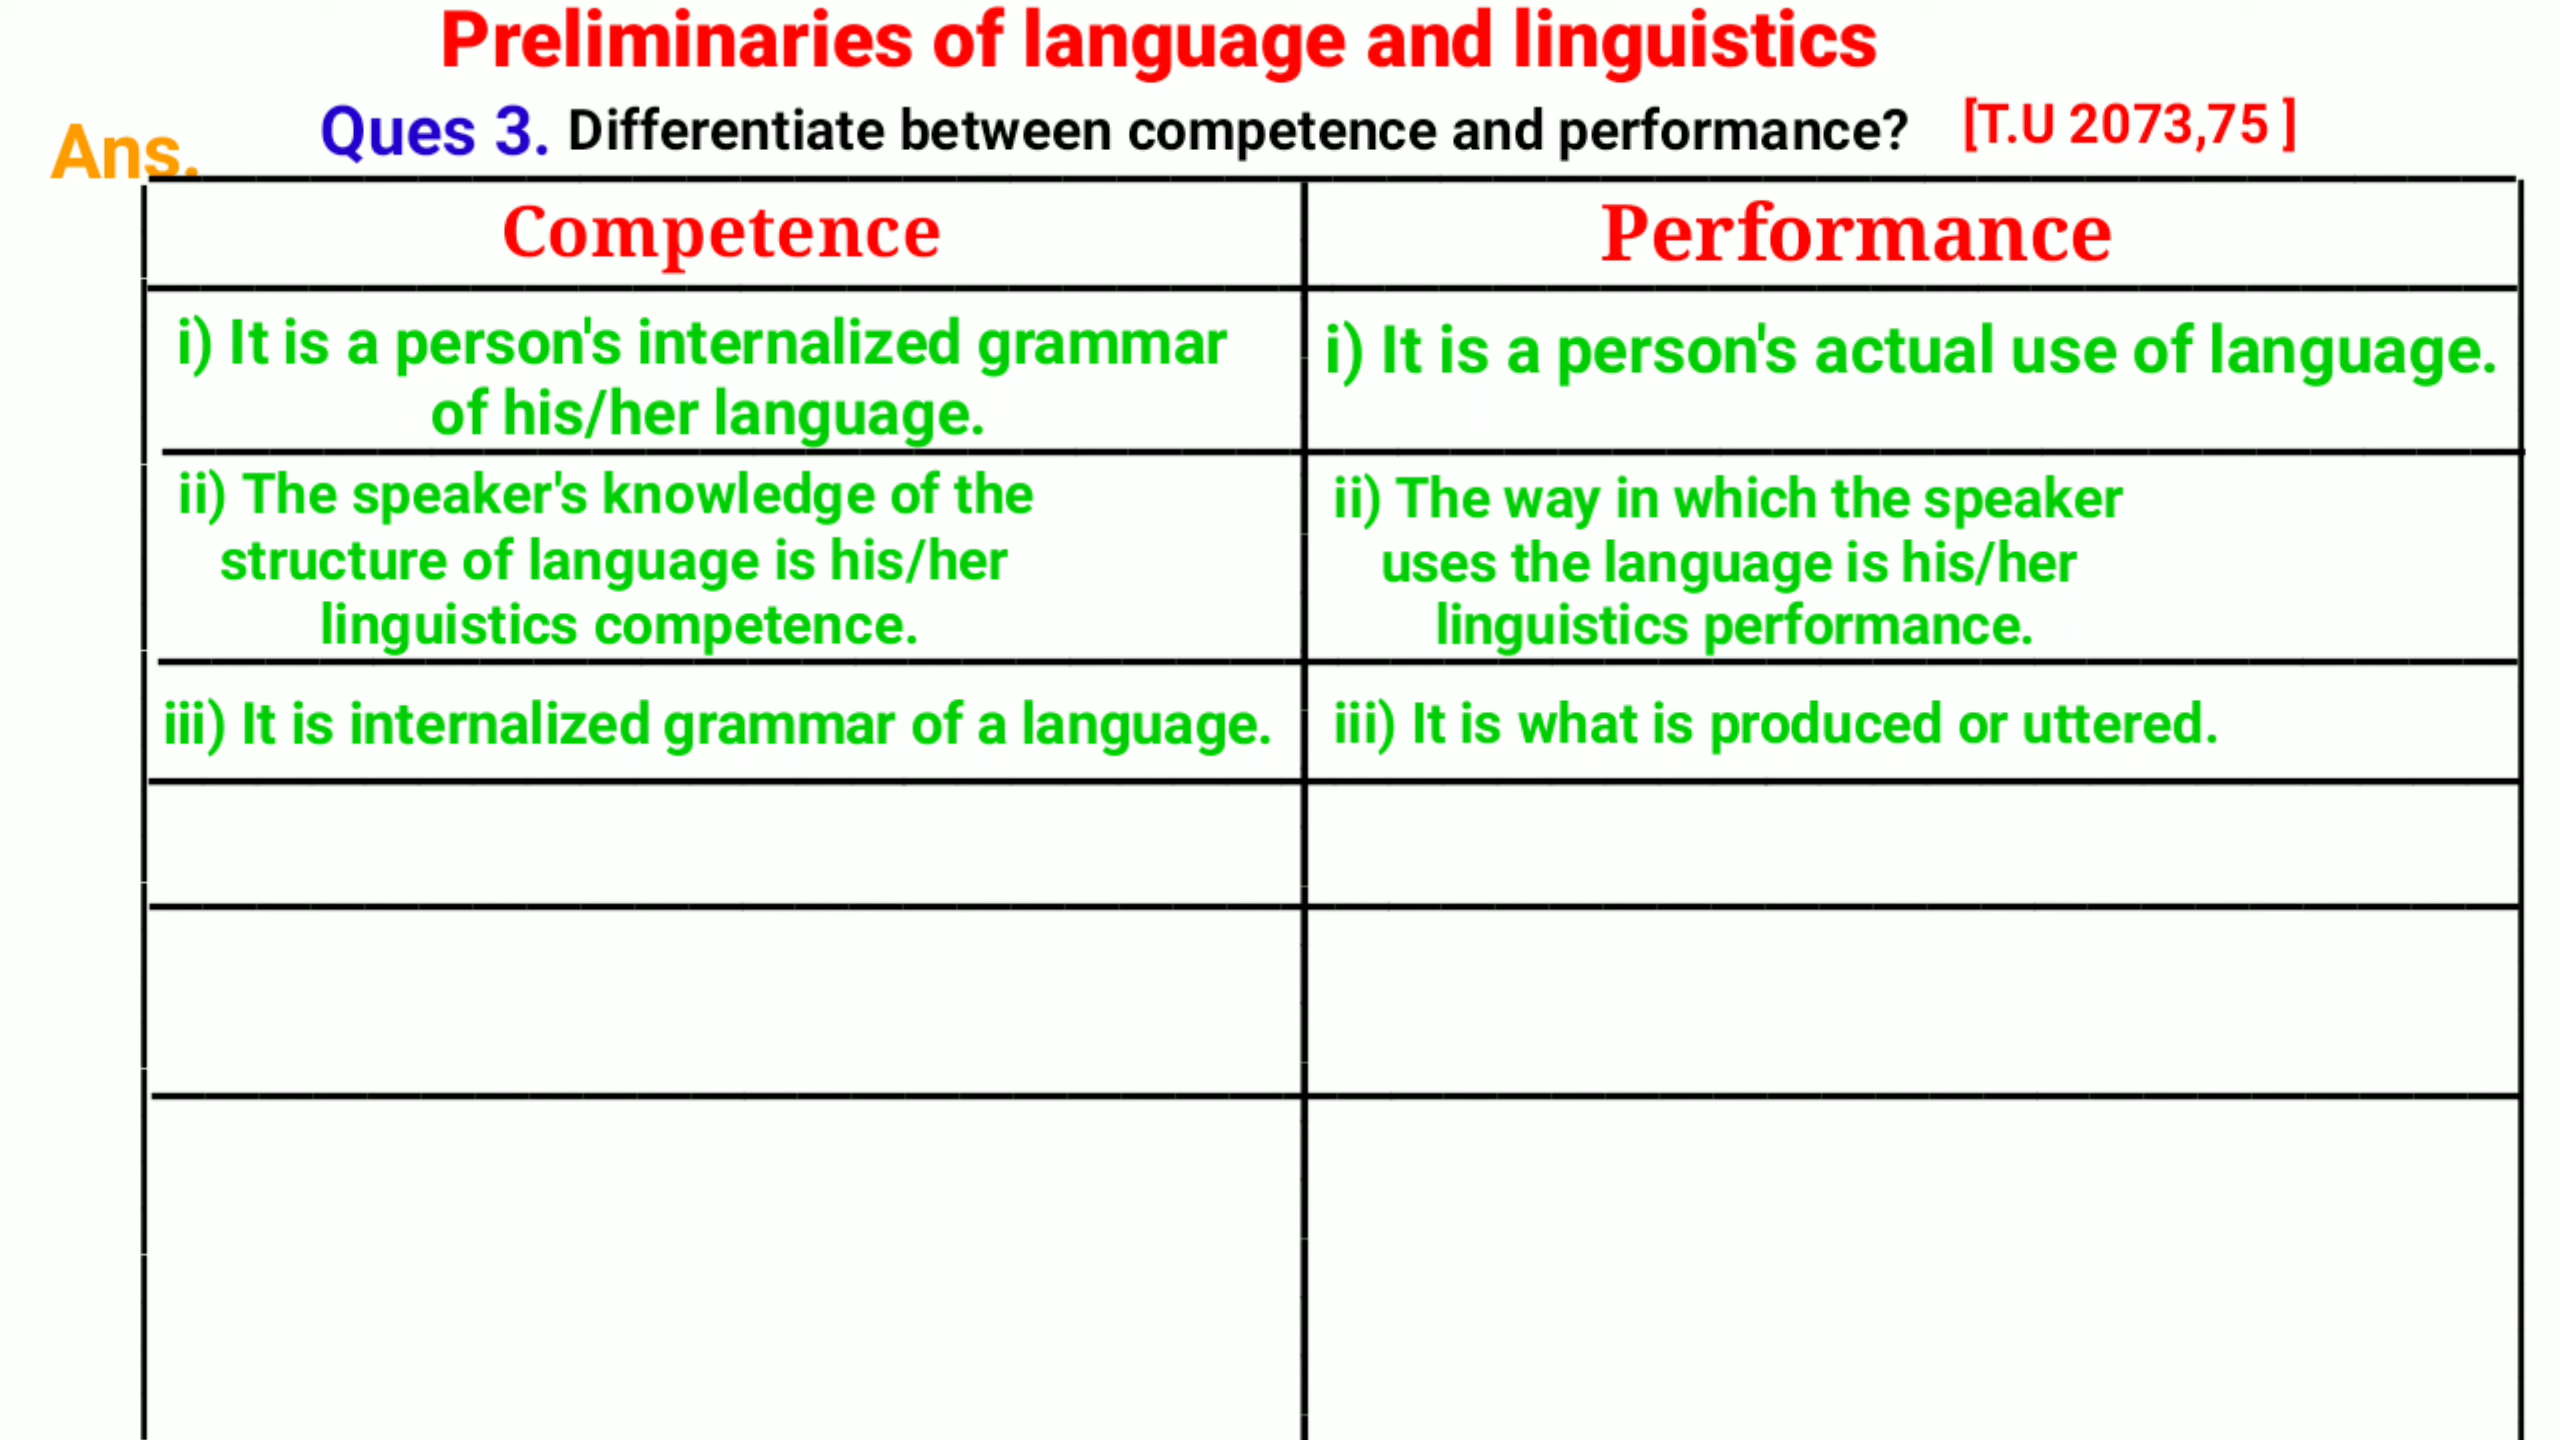 Preliminaries of language and linguistics
Ques 3. Differentiate between competence and performance? [T.U 2073,75 ]
Ans.
Competence
Performance
i) It is a person's internalized grammar
of his/her language.
i) It is a person's actual use of language.
ii) The speaker's knowledge of the
structure of language is his/her
linguistics competence.
ii) The way in which the speaker
uses the language is his/her
linguistics performance.
iii) It is internalized grammar of a language.
iii) It is what is produced or uttered.